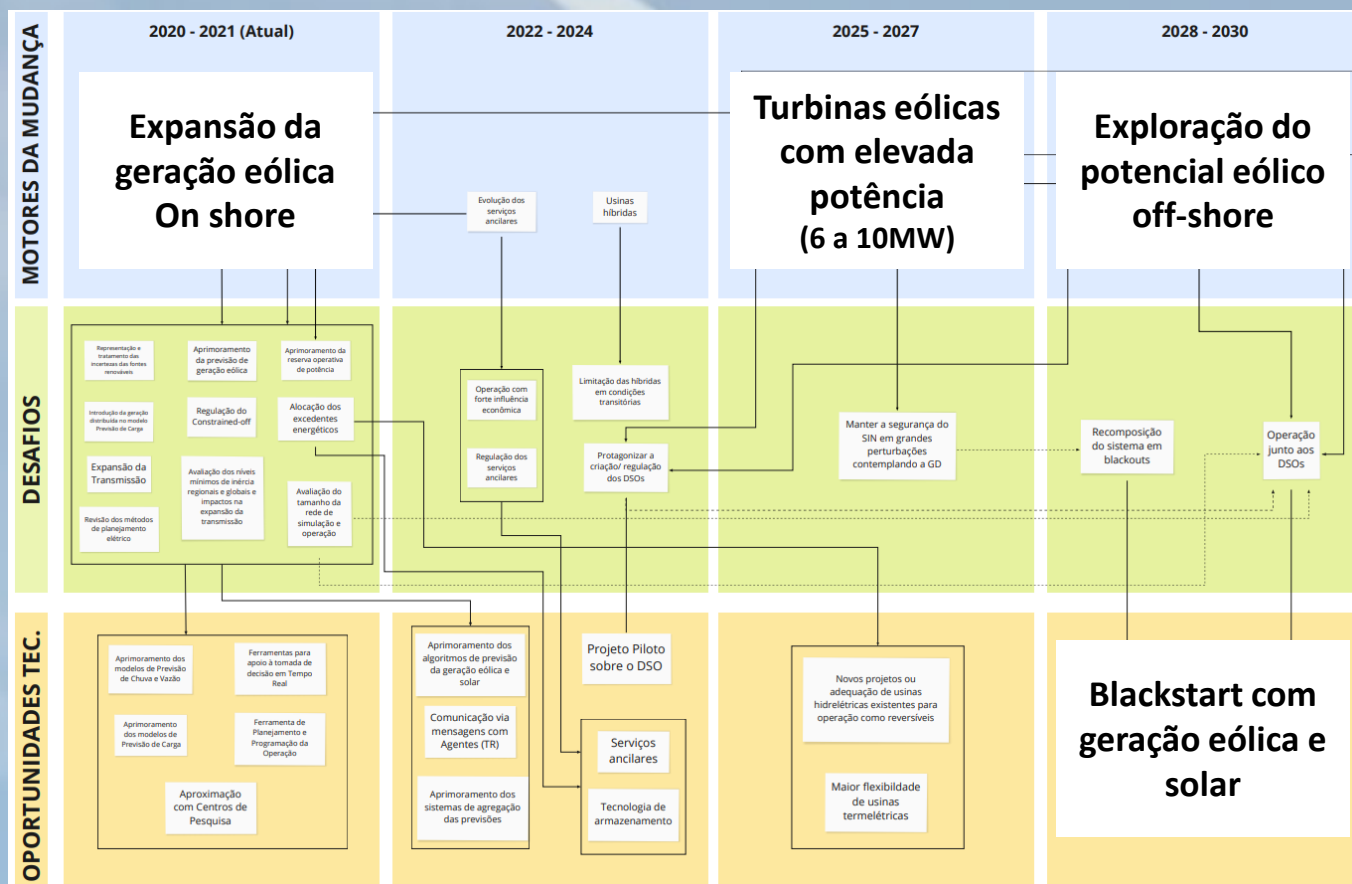 MOTORES DA MUDANÇA
2020 - 2021 (Atual)
2022 - 2024
2025 - 2027
2028 - 2030
Expansão da
geração eólica
On shore
Evolução dos
serviços
ancilares
Usinas
híbridas
Turbinas eólicas
com elevada
potência
(6 a 10MW)
Exploração do
potencial eólico
off-shore
DESAFIOS
Representação e
tratamento das
incertezas das fontes
renováveis
Aprimoramento
da previsão de
geração eólica
Aprimoramento da
reserva operativa
de potência
Introdução da geração
distribuída no modelo
Previsão de Carga
Regulação do
Constrained-off
Alocação dos
excedentes
energéticos
Expansão da
Transmissão
Avaliação dos níveis
mínimos de inércia
regionais e globais e
impactos na
expansão da
transmissão
Avaliação do
tamanho da
rede de
simulação e
operação
Revisão dos métodos
de planejamento
elétrico
Operação com
forte influência
econômica
Regulação dos
serviços
ancilares
Limitação das híbridas
em condições
transitórias
Protagonizar a
criação/ regulação
dos DSOs
Manter a segurança do
SIN em grandes
perturbações
contemplando a GD
Recomposição
do sistema em
blackouts
Operação
junto aos
DSOs
OPORTUNIDADES TEC.
Aprimoramento dos
modelos de Previsão
de Chuva e Vazão
Ferramentas para
apoio à tomada de
decisão em Tempo
Real
Aprimoramento
dos modelos de
Previsão de Carga
Ferramenta de
Planejamento e
Programação da
Operação
Aproximação
com Centros de
Pesquisa
Aprimoramento dos
algoritmos de previsão
da geração eólica e
solar
Comunicação via
mensagens com
Agentes (TR)
Aprimoramento dos
sistemas de agregação
das previsões
Projeto Piloto
sobre o DSO
Serviços
ancilares
Tecnologia de
armazenamento
Novos projetos ou
adequação de usinas
hidrelétricas existentes para
operação como reversíveis
Maior flexibildade
de usinas
termelétricas
Blackstart com
geração eólica e
solar